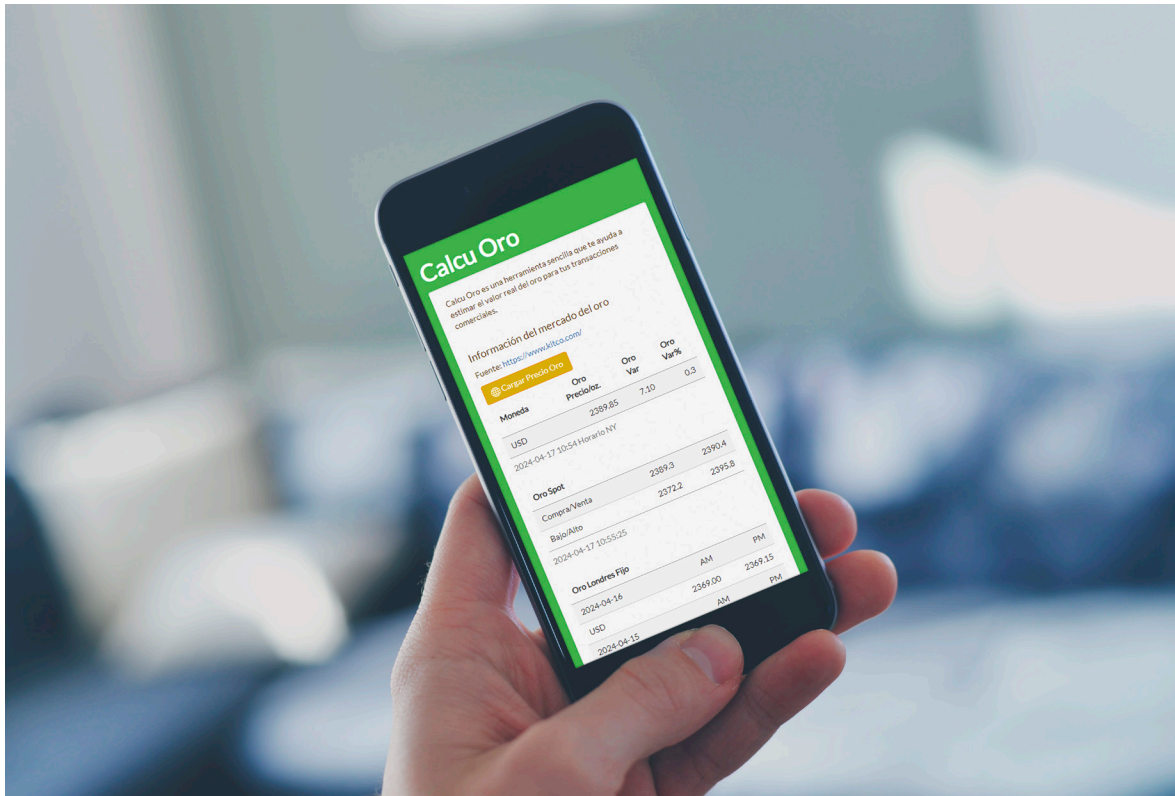 Calcu Oro
Calcu Oro es una herramienta sencilla que te ayuda a
estimar el valor real del oro para tus transacciones
comerciales.
Información del mercado del oro
Fuente: https://www.kitco.com/
Cargar Precio Oro
Moneda Oro Precio/oz. Oro Var Oro Var%
USD 2389.85 7.10 0.3
2024-04-17 10:54 Horario NY
Oro Spot
Compra/Venta 2389.3 2390.4
Bajo/Alto 2372.2 2395.8
2024-04-17 10:55:25
Oro Londres Fijo
2024-04-16 AM PM
USD 2369.00 2369.15
2024-04-15 AM PM